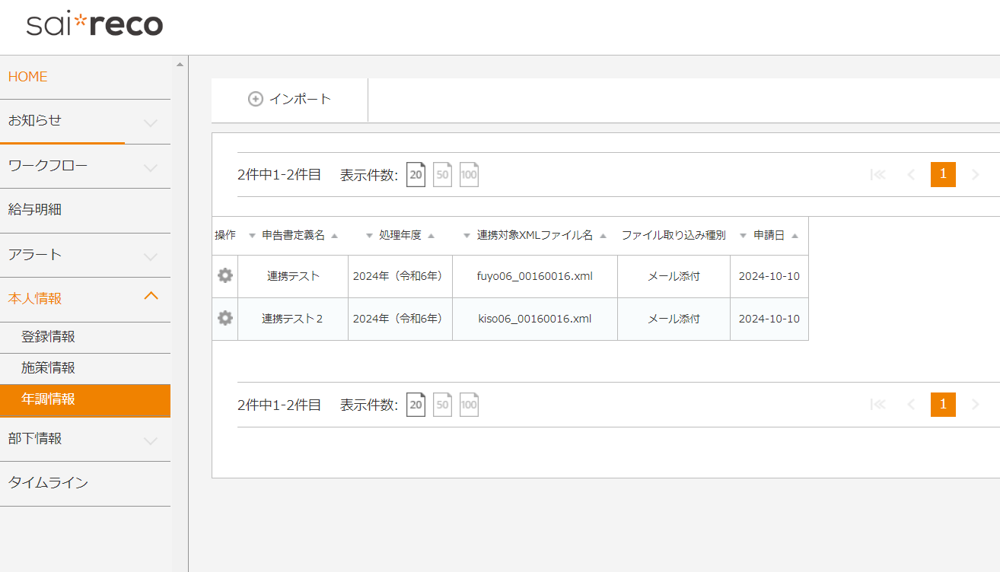 sai*reco
HOME
お知らせ
ワークフロー
給与明細
アラート
本人情報
登録情報
施策情報
年調情報
部下情報
タイムライン
インポート
2件中1-2件目 表示件数: 20 50 100 1
操作 申告書定義名 処理年度 連携対象XMLファイル名 ファイル取り込み種別 申請日
連携テスト 2024年（令和6年） fuyo06_00160016.xml メール添付 2024-10-10
連携テスト２ 2024年（令和6年） kiso06_00160016.xml メール添付 2024-10-10
2件中1-2件目 表示件数: 20 50 100 1